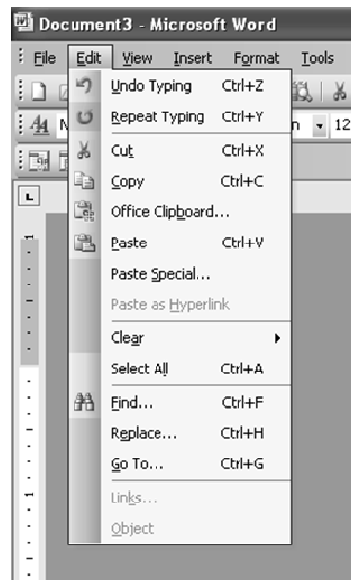 Document3 - Microsoft Word
File Edit View Insert Format Tools
12
Undo Typing Ctrl+Z
Repeat Typing Ctrl+Y
Cut Ctrl+X
Copy Ctrl+C
Office Clipboard...
Paste Ctrl+V
Paste Special...
Paste as Hyperlink
Clear
Select All Ctrl+A
Find... Ctrl+F
Replace... Ctrl+H
Go To... Ctrl+G
Links...
Object